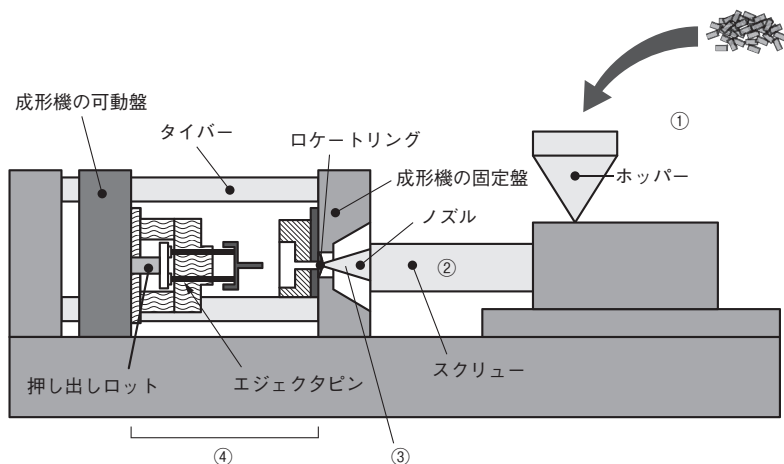 成形機の可動盤
タイバー
ロケートリング
成形機の固定盤
ノズル
①
ホッパー
②
スクリュー
押し出しロット
エジェクタピン
④
③